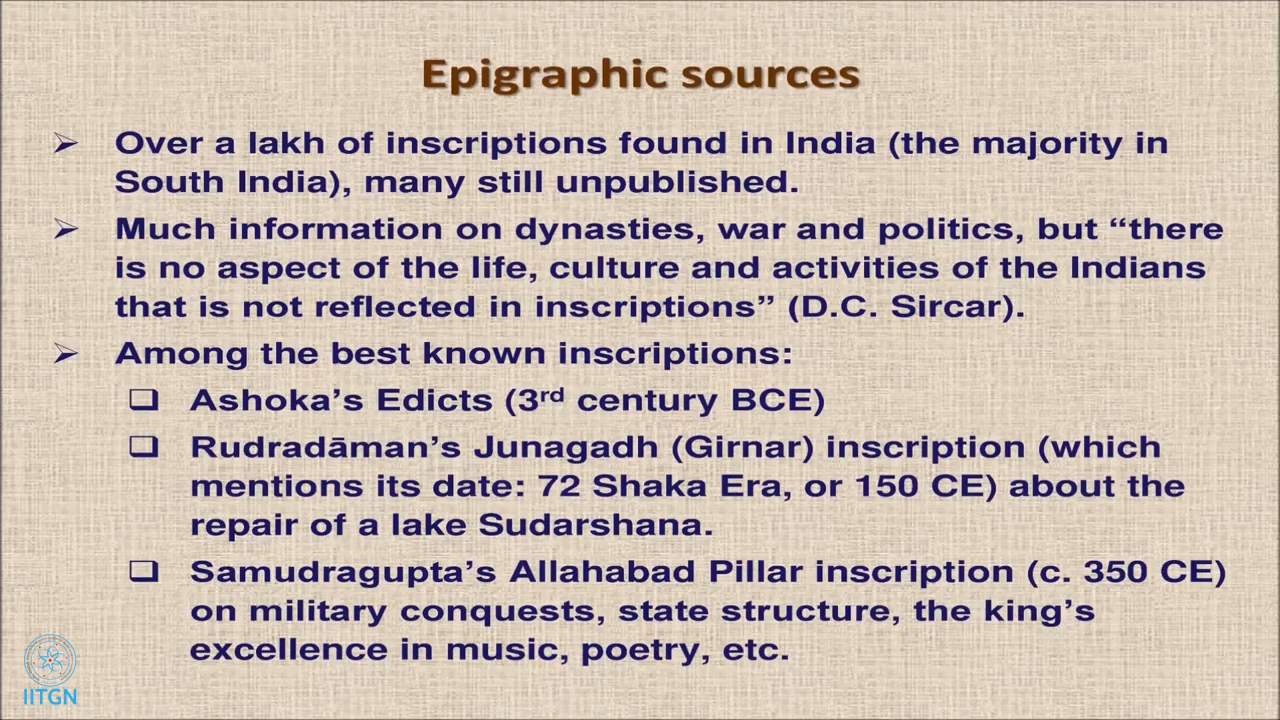 Epigraphic sources
➢ Over a lakh of inscriptions found in India (the majority in
South India), many still unpublished.
➢ Much information on dynasties, war and politics, but “there
is no aspect of the life, culture and activities of the Indians
that is not reflected in inscriptions” (D.C. Sircar).
➢ Among the best known inscriptions:
❑ Ashoka’s Edicts (3rd century BCE)
❑ Rudradāman’s Junagadh (Girnar) inscription (which
mentions its date: 72 Shaka Era, or 150 CE) about the
repair of a lake Sudarshana.
❑ Samudragupta’s Allahabad Pillar inscription (c. 350 CE)
on military conquests, state structure, the king’s
excellence in music, poetry, etc.
IITGN